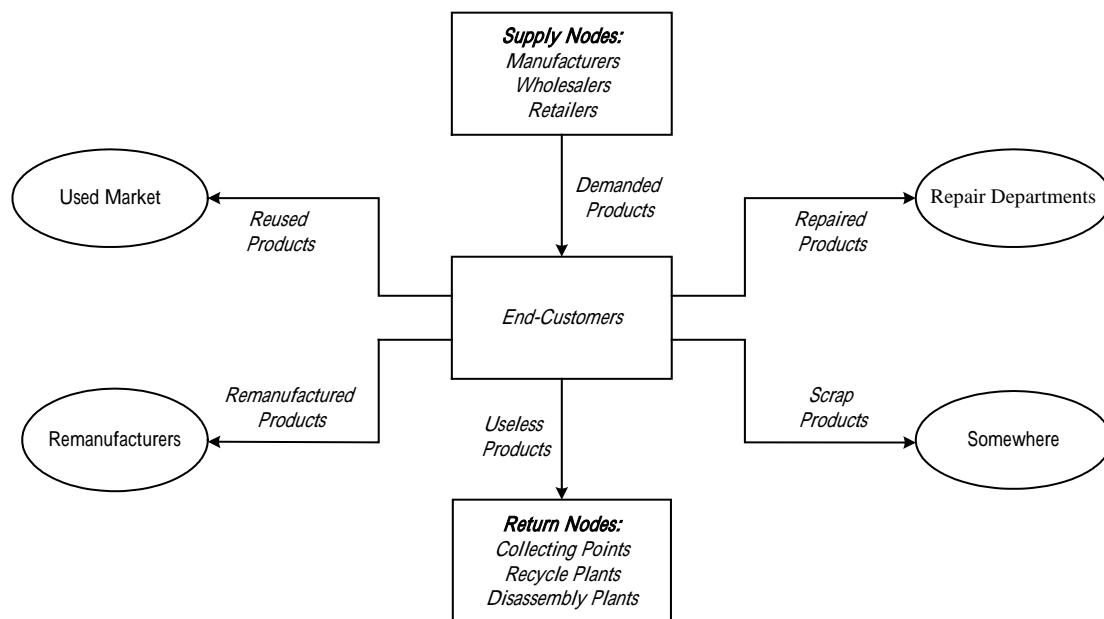 Supply Nodes:
Manufacturers
Wholesalers
Retailers
Used Market
Reused
Products
Demanded
Products
Repaired
Products
Repair Departments
End-Customers
Remanufacturers
Remanufactured
Products
Useless
Products
Scrap
Products
Somewhere
Return Nodes:
Collecting Points
Recycle Plants
Disassembly Plants